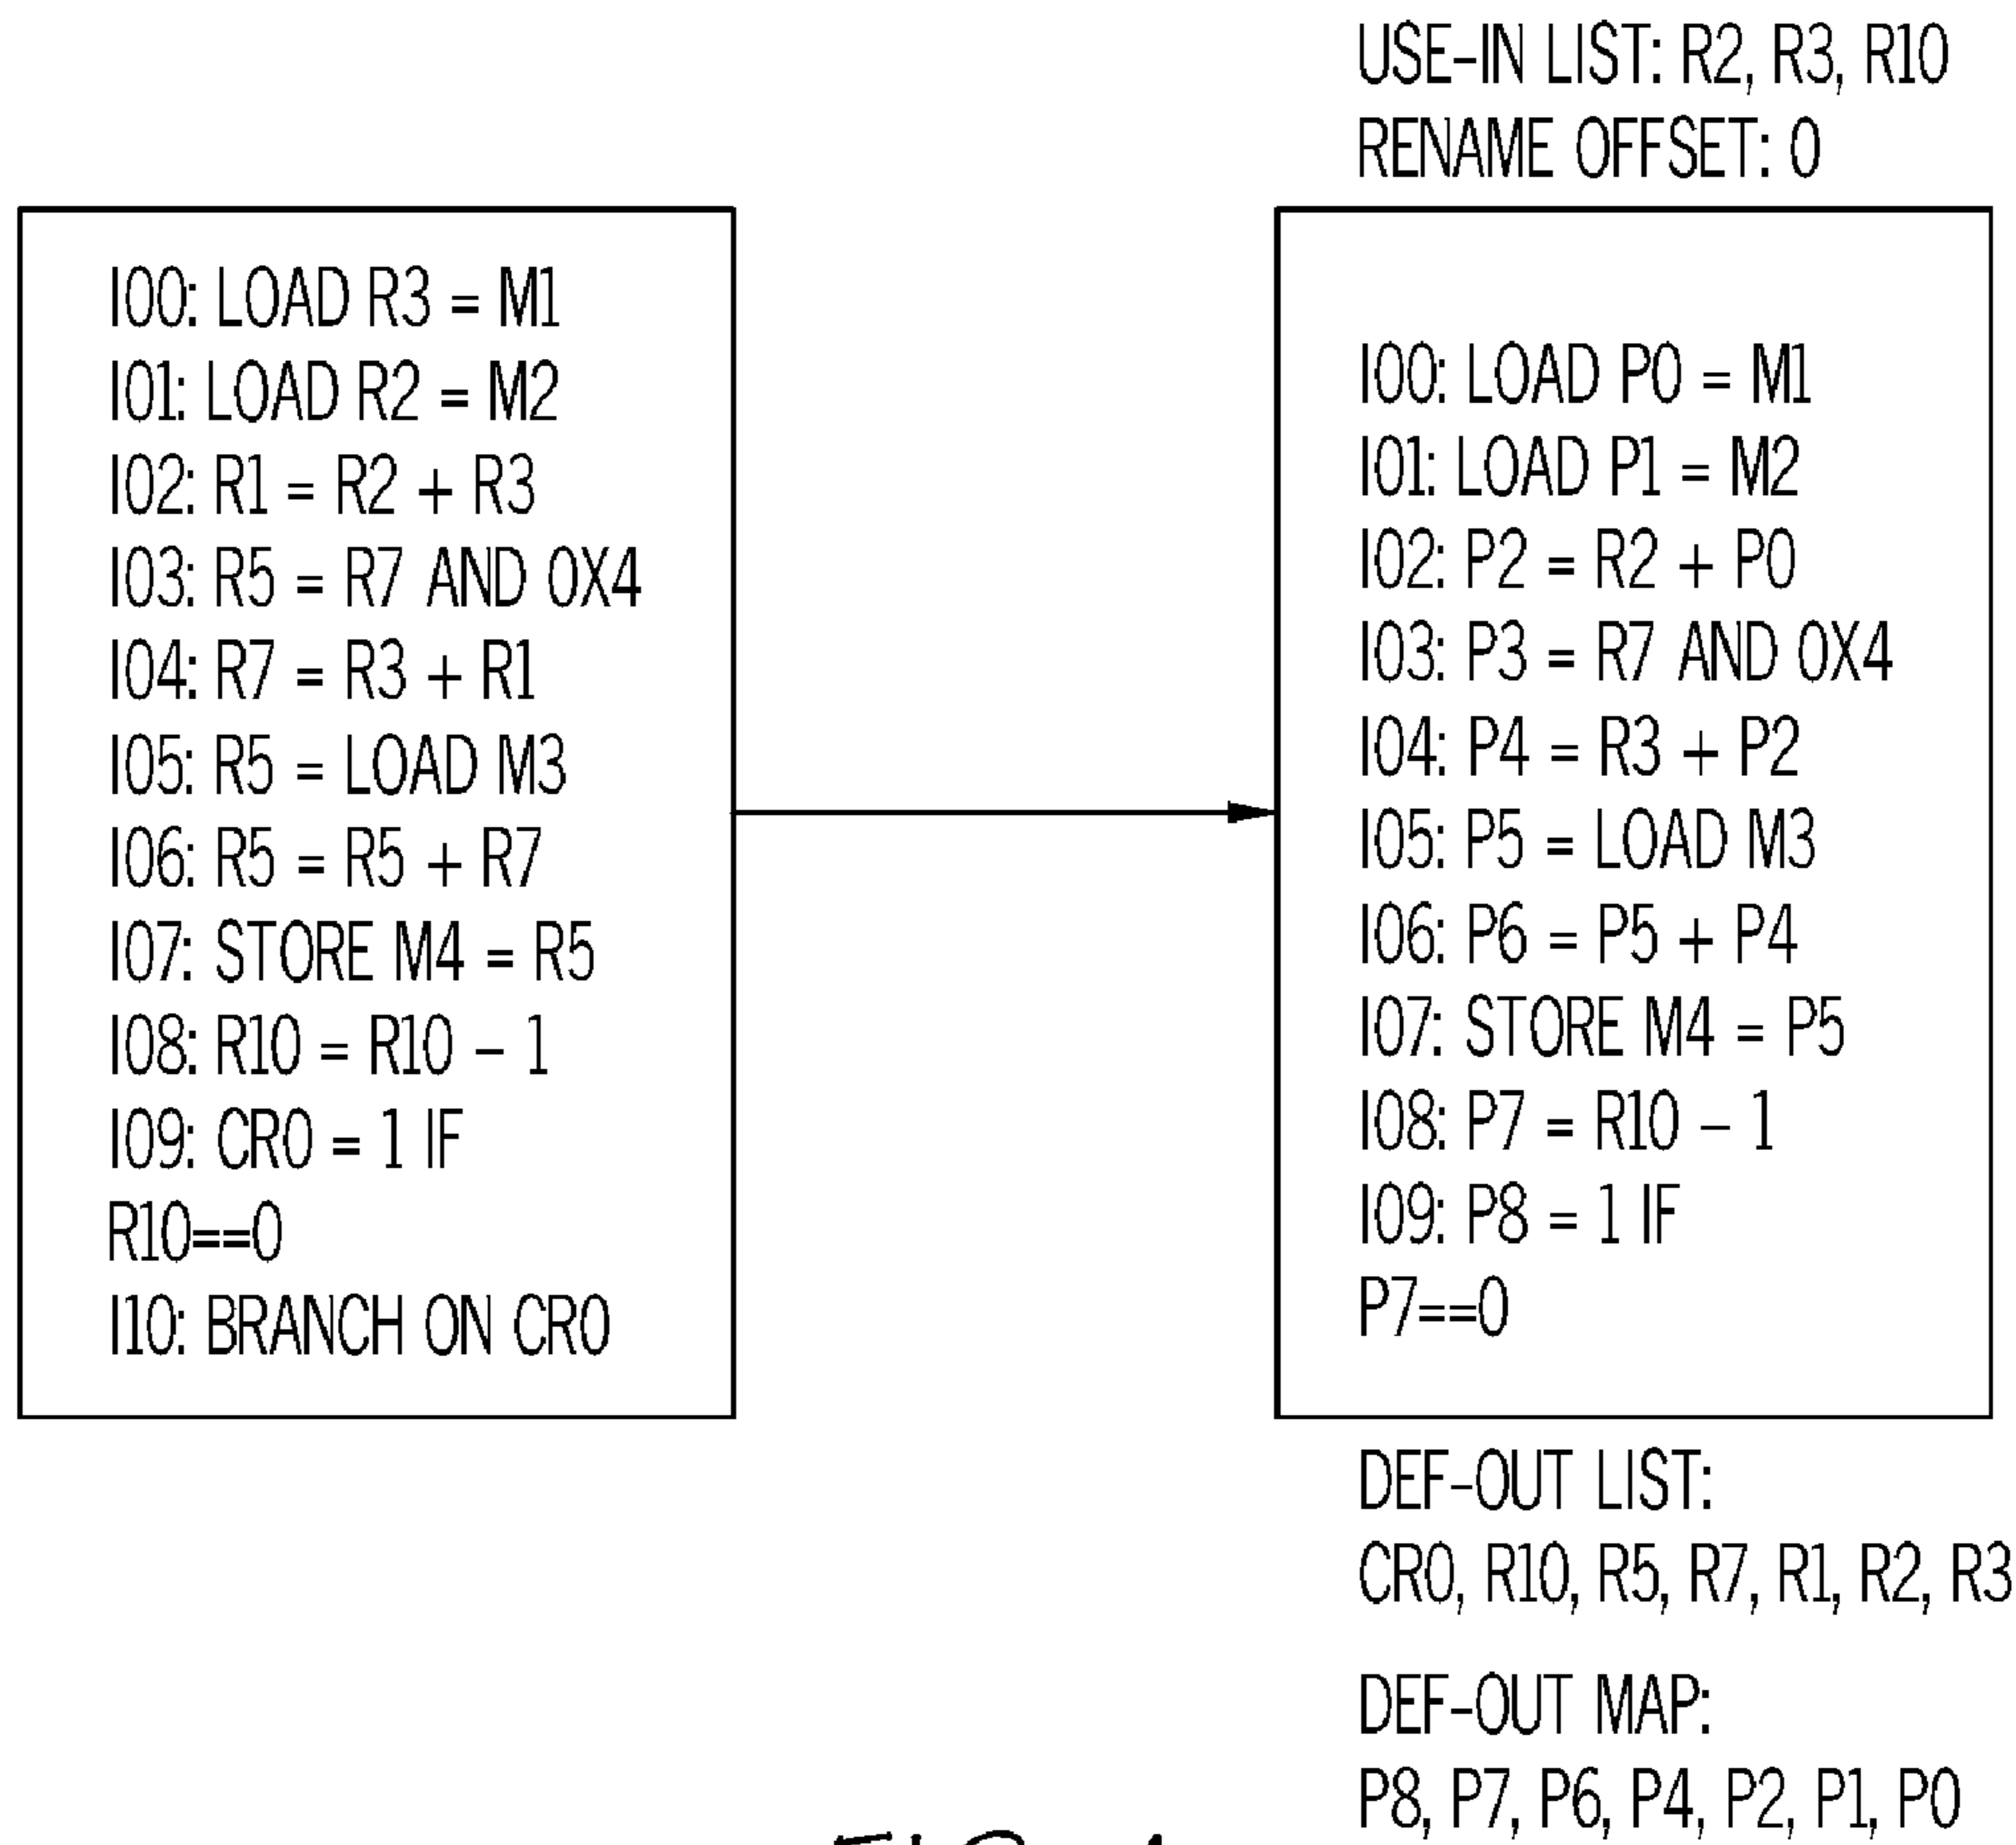 USE-IN LIST: R2, R3, R10
RENAME OFFSET: 0
I00: LOAD R3 = M1
I01: LOAD R2 = M2
I02: R1 = R2 + R3
I03: R5 = R7 AND 0X4
I04: R7 = R3 + R1
I05: R5 = LOAD M3
I06: R5 = R5 + R7
I07: STORE M4 = R5
I08: R10 = R10 - 1
I09: CR0 = 1 IF
R10==0
I10: BRANCH ON CR0
I00: LOAD P0 = M1
I01: LOAD P1 = M2
I02: P2 = R2 + P0
I03: P3 = R7 AND 0X4
I04: P4 = R3 + P2
I05: P5 = LOAD M3
I06: P6 = P5 + P4
I07: STORE M4 = P5
I08: P7 = R10 - 1
I09: P8 = 1 IF
P7==0
DEF-OUT LIST:
CR0, R10, R5, R7, R1, R2, R3
DEF-OUT MAP:
P8, P7, P6, P4, P2, P1, P0